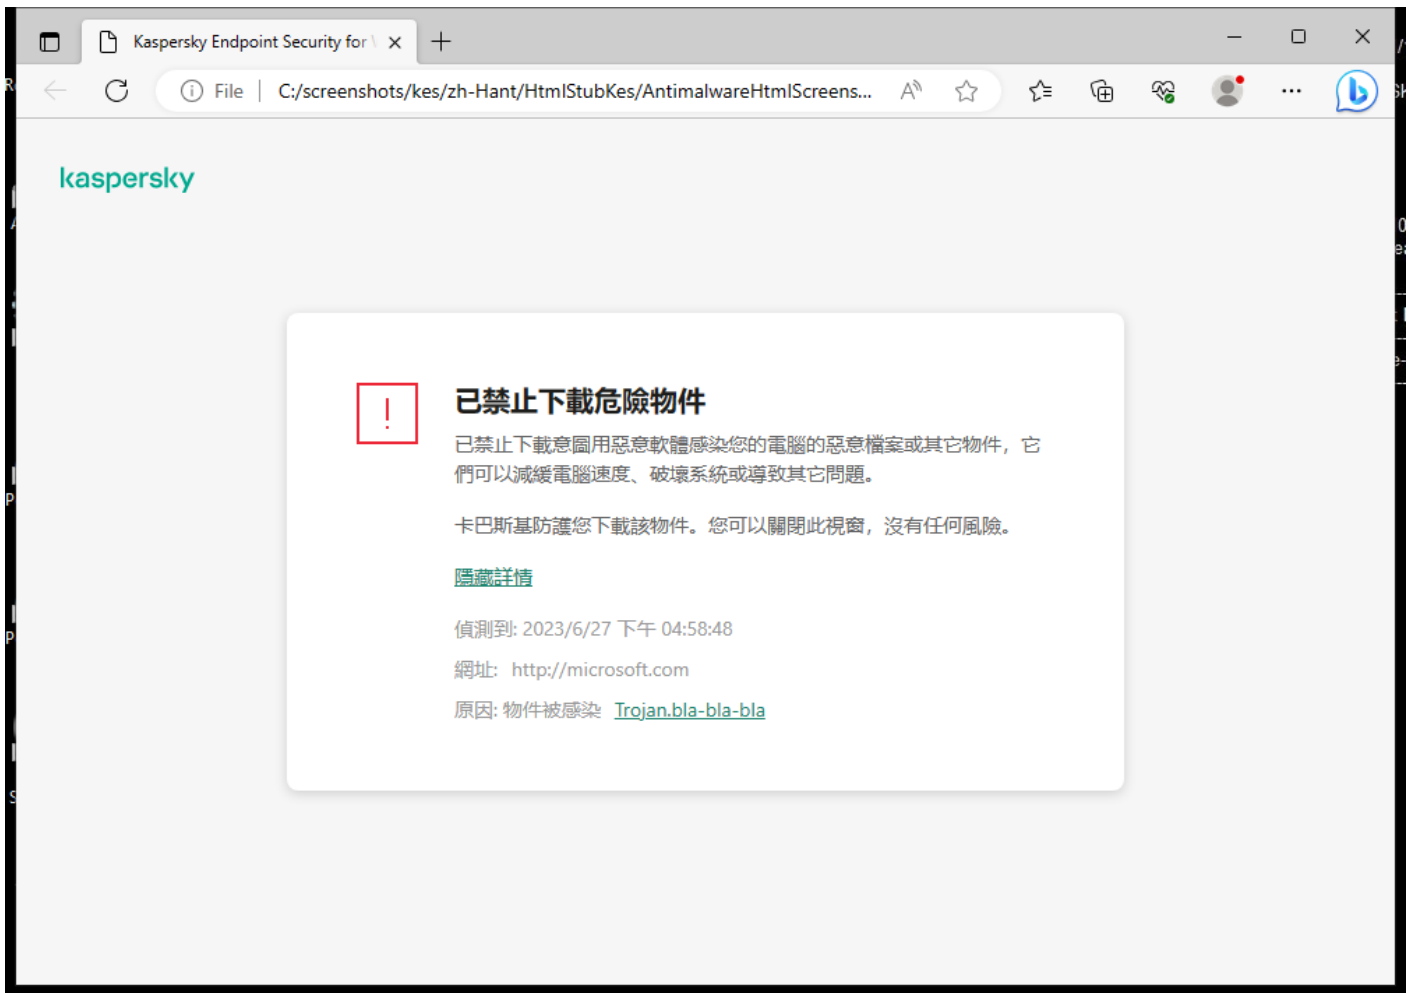 Kaspersky Endpoint Security for
File
C:/screenshots/kes/zh-Hant/HtmlStubKes/AntimalwareHtmlScreens...
kaspersky
已禁止下載危險物件
已禁止下載意圖用惡意軟體感染您的電腦的惡意檔案或其它物件，它
們可以減緩電腦速度、破壞系統或導致其它問題。
卡巴斯基防護您下載該物件。您可以關閉此視窗，沒有任何風險。
隱藏詳情
偵測到: 2023/6/27 下午 04:58:48
網址: http://microsoft.com
原因: 物件被感染 Trojan.bla-bla-bla